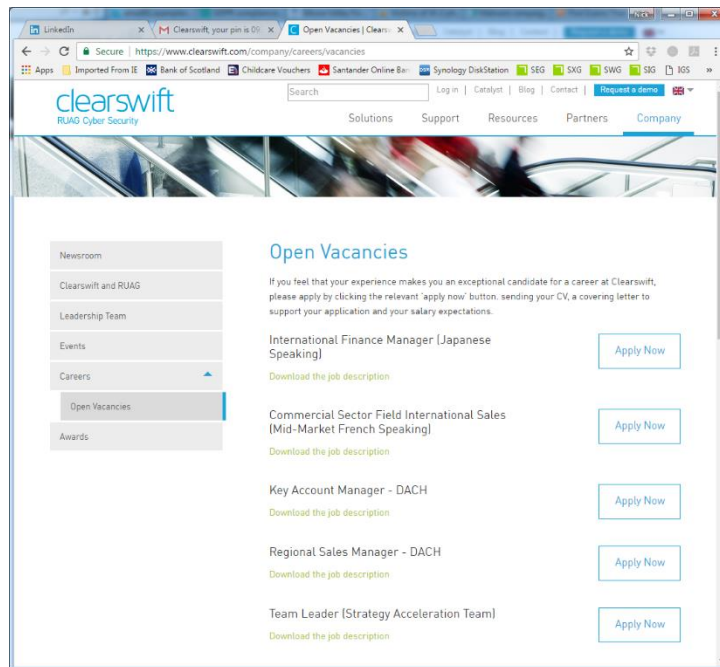 Nick
LinkedIn
Clearswift, your pin is 09
Open Vacancies | Clears
Secure | https://www.clearswift.com/company/careers/vacancies
Apps Imported From IE Bank of Scotland Childcare Vouchers Santander Online Ban Synology DiskStation SEG SXG SWG SIG IGS »
clearswift
RUAG Cyber Security
Search
Log in | Catalyst | Blog | Contact | Request a demo
Solutions Support Resources Partners Company
Newsroom
Clearswift and RUAG
Leadership Team
Events
Careers
Open Vacancies
Awards
Open Vacancies
If you feel that your experience makes you an exceptional candidate for a career at Clearswift,
please apply by clicking the relevant 'apply now' button. sending your CV, a covering letter to
support your application and your salary expectations.
International Finance Manager (Japanese
Speaking)
Download the job description
Apply Now
Commercial Sector Field International Sales
(Mid-Market French Speaking)
Download the job description
Apply Now
Key Account Manager - DACH
Download the job description
Apply Now
Regional Sales Manager - DACH
Download the job description
Apply Now
Team Leader (Strategy Acceleration Team)
Download the job description
Apply Now